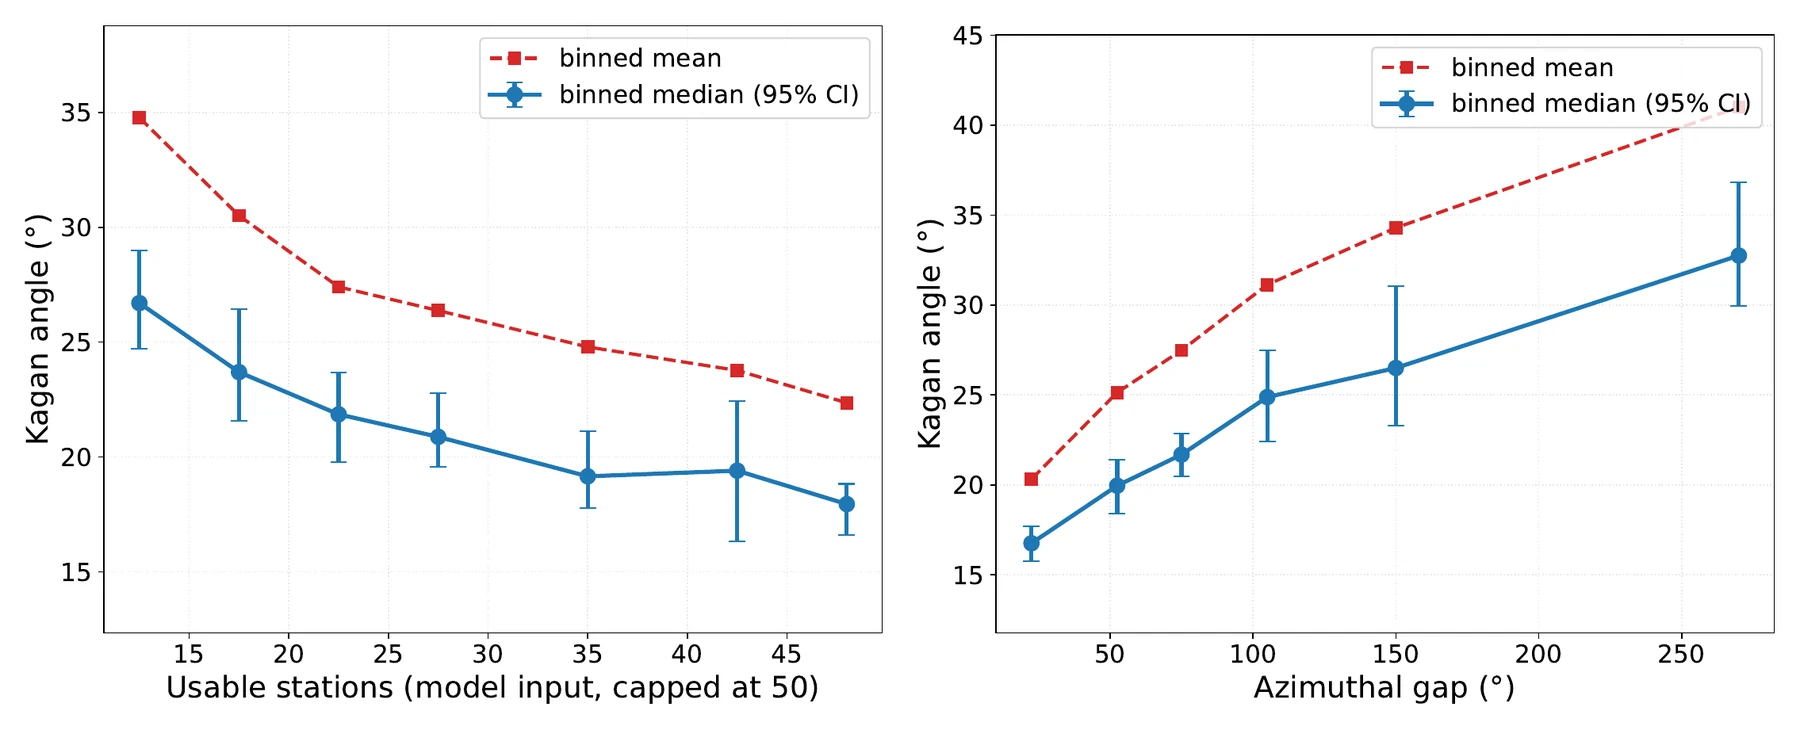 binned mean
binned median (95% CI)
35
30
25
20
15
Kagan angle (°)
15 20 25 30 35 40 45
Usable stations (model input, capped at 50)
binned mean
binned median (95% CI)
45
40
35
30
25
20
15
Kagan angle (°)
50 100 150 200 250
Azimuthal gap (°)